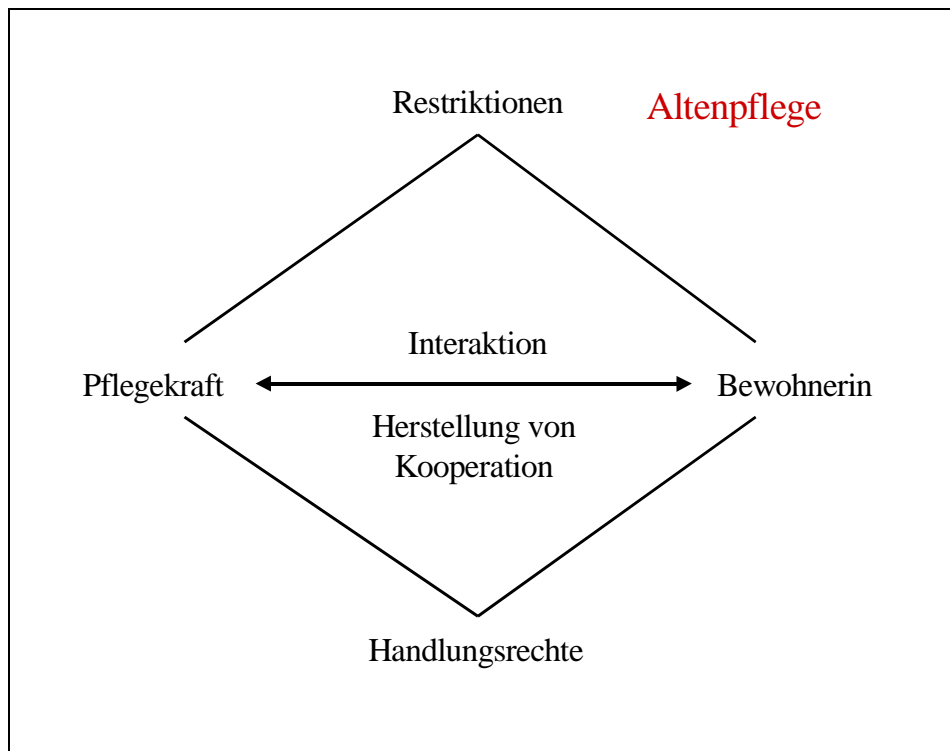 Restriktionen
Altenpflege
Interaktion
Pflegekraft
Bewohnerin
Herstellung von
Kooperation
Handlungsrechte